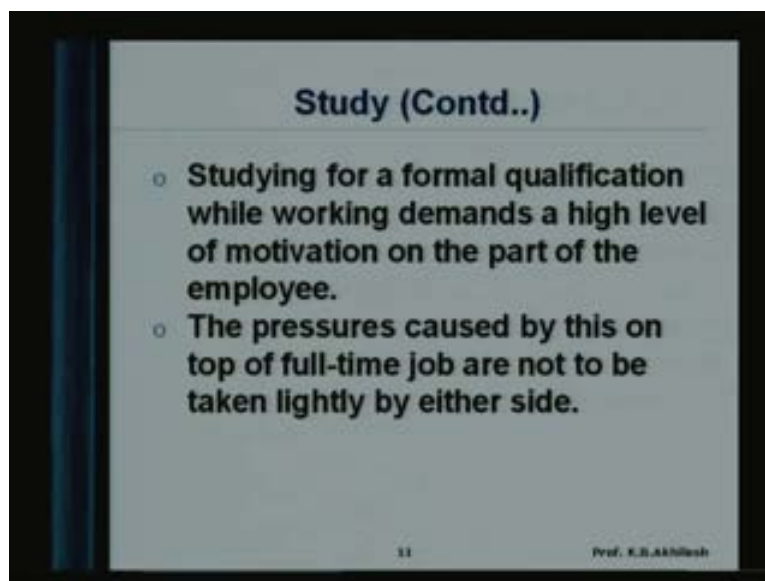 Study (Contd..)
o Studying for a formal qualification
while working demands a high level
of motivation on the part of the
employee.
o The pressures caused by this on
top of full-time job are not to be
taken lightly by either side.
11
Prof. K.B.Akhilesh